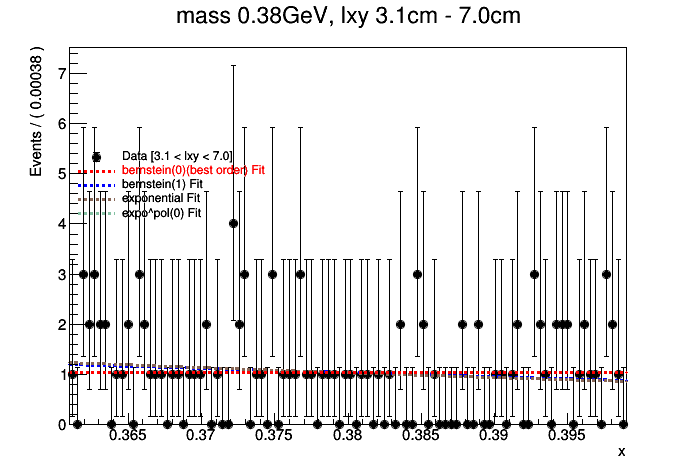 mass 0.38GeV, lxy 3.1cm - 7.0cm
Events / ( 0.00038 )
7
6
5
4
3
2
1
0
Data [3.1 < lxy < 7.0]
bernstein(0)(best order) Fit
bernstein(1) Fit
exponential Fit
expo^pol(0) Fit
0.365 0.37 0.375 0.38 0.385 0.39 0.395
x